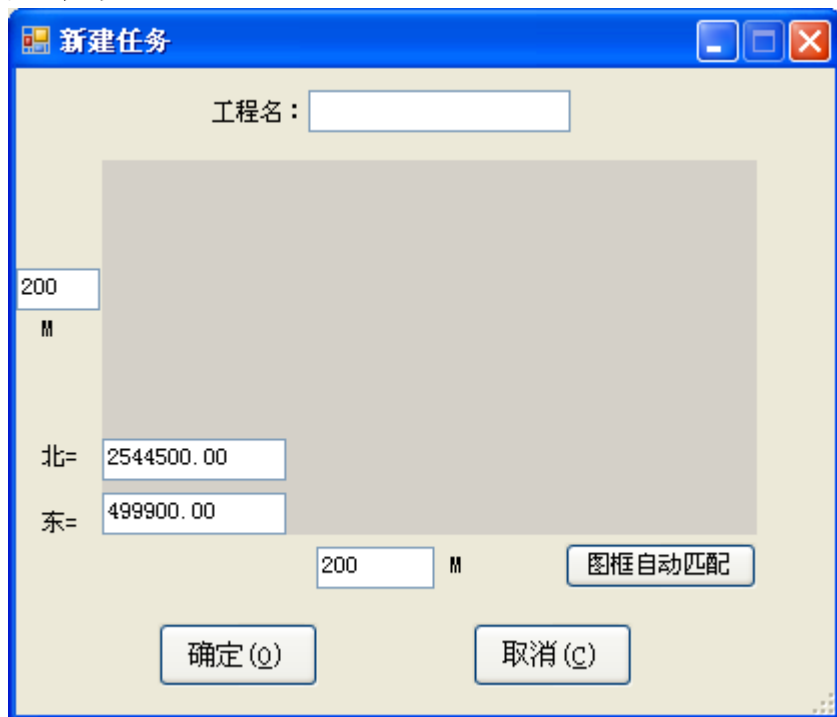 新建任务
工程名：
200
M
北= 2544500.00
东= 499900.00
200 M 图框自动匹配
确定(O) 取消(C)